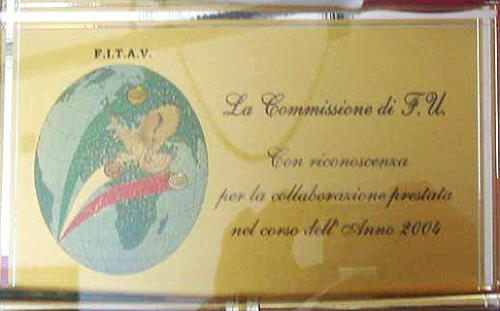 F.I.T.A.V.
La Commissione di F.U.
Con riconoscenza
per la collaborazione prestata
nel corso dell' Anno 2004